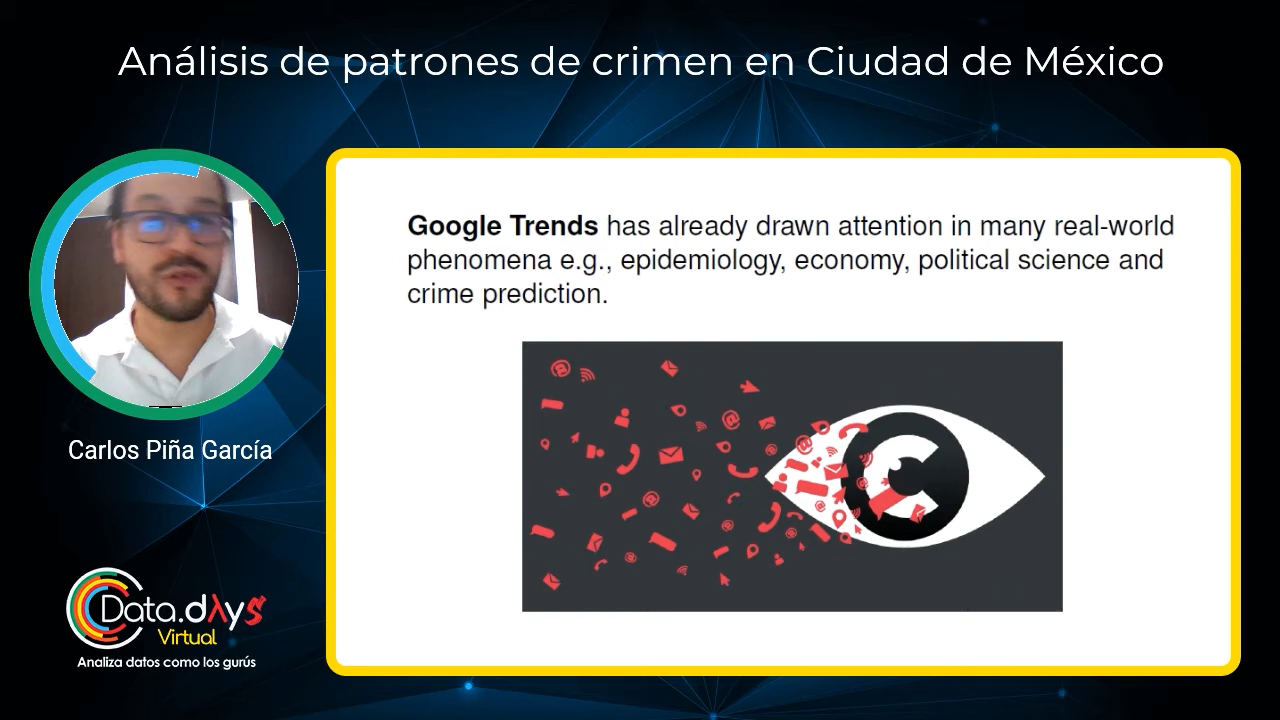 Análisis de patrones de crimen en Ciudad de México
Google Trends has already drawn attention in many real-world
phenomena e.g., epidemiology, economy, political science and
crime prediction.
Carlos Piña García
Data.dλys
Virtual
Analiza datos como los gurús